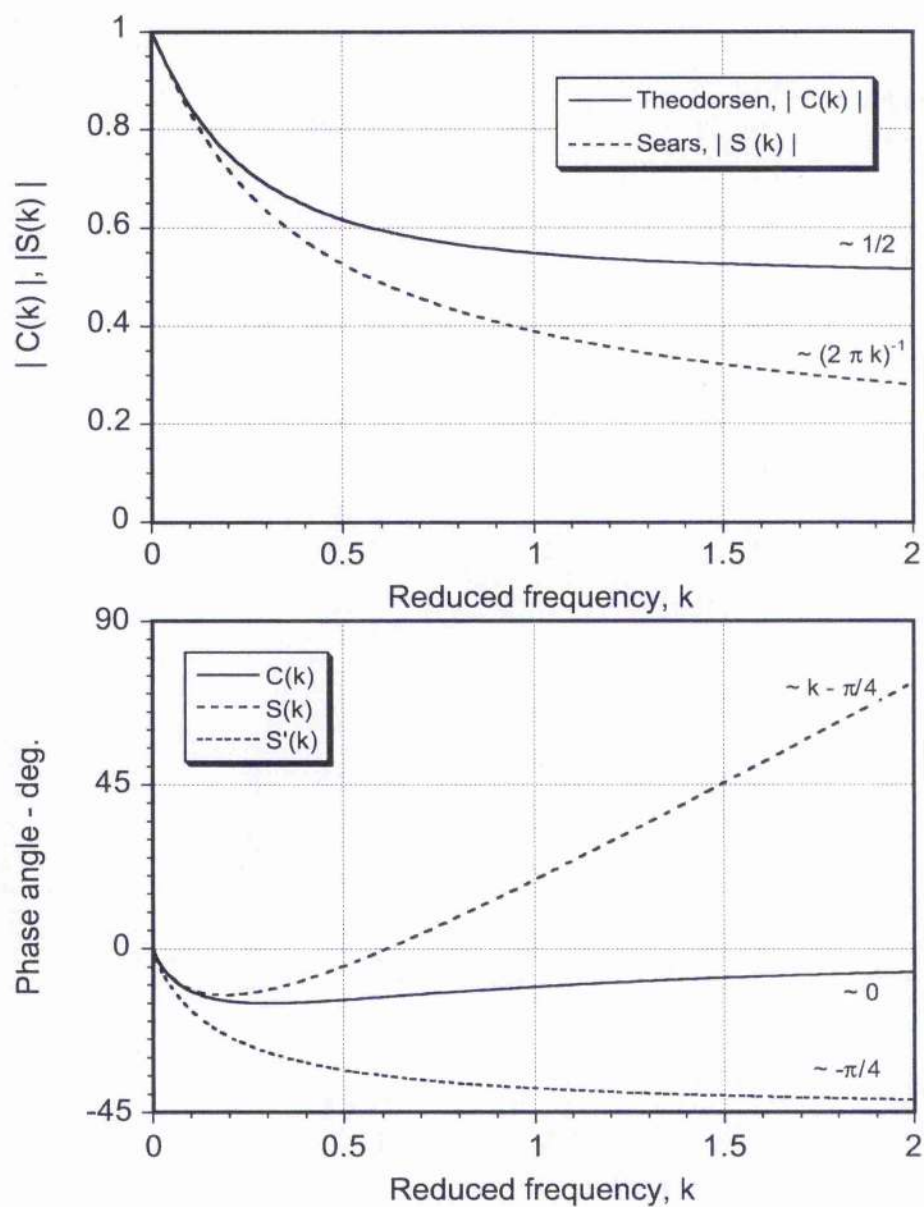 1
0.8
0.6
0.4
0.2
0
| C(k) |, |S(k) |
Theodorsen, | C(k) |
Sears, | S (k) |
~ 1/2
~ (2 π k)⁻¹
0 0.5 1 1.5 2
Reduced frequency, k
90
45
0
-45
Phase angle - deg.
C(k)
S(k)
S'(k)
~ k - π/4
~ 0
~ -π/4
0 0.5 1 1.5 2
Reduced frequency, k